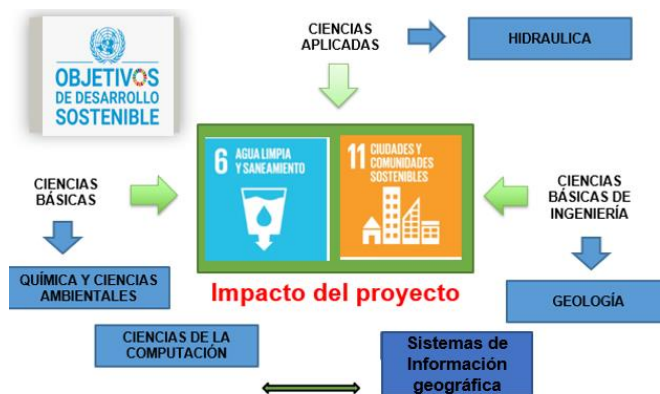 OBJETIVOS
DE DESARROLLO
SOSTENIBLE
CIENCIAS
APLICADAS
HIDRAULICA
6 AGUA LIMPIA
Y SANEAMIENTO
11 CIUDADES Y
COMUNIDADES
SOSTENIBLES
CIENCIAS
BÁSICAS
CIENCIAS
BÁSICAS DE
INGENIERÍA
QUÍMICA Y CIENCIAS
AMBIENTALES
Impacto del proyecto
GEOLOGÍA
CIENCIAS DE LA
COMPUTACIÓN
Sistemas de
Información
geográfica